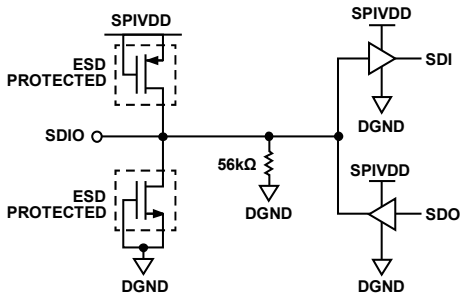 SPIVDD
ESD
PROTECTED
SDIO
ESD
PROTECTED
DGND
56kΩ
DGND
SPIVDD
SDI
DGND
SPIVDD
SDO
DGND